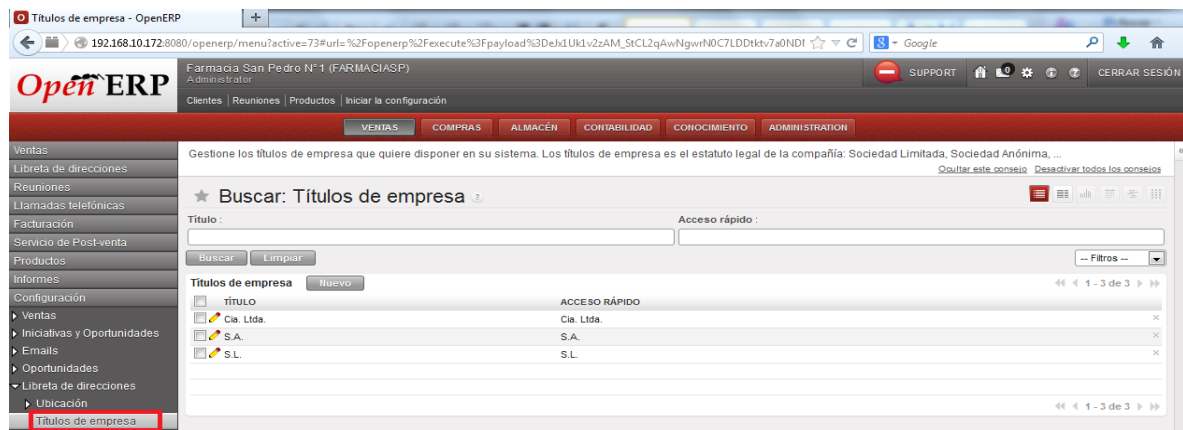 Títulos de empresa - OpenERP
192.168.10.172:8080/openerp/menu?active=73#url=%2Fopenerp%2Fexecute%3Fpayload%3DeJx1Uk1v2zAM_StCL2qAwNgwrN0C7LDDtktv7a0NDf
Google
OpenERP
Farmacia San Pedro N°1 (FARMACIASP)
Administrator
SUPPORT
CERRAR SESIÓN
Clientes | Reuniones | Productos | Iniciar la configuración
VENTAS COMPRAS ALMACÉN CONTABILIDAD CONOCIMIENTO ADMINISTRATION
Ventas
Libreta de direcciones
Reuniones
Llamadas telefónicas
Facturación
Servicio de Post-venta
Productos
Informes
Configuración
Ventas
Iniciativas y Oportunidades
Emails
Oportunidades
Libreta de direcciones
Ubicación
Títulos de empresa
Gestione los títulos de empresa que quiere disponer en su sistema. Los títulos de empresa es el estatuto legal de la compañía: Sociedad Limitada, Sociedad Anónima, ...
Ocultar este consejo Desactivar todos los consejos
Buscar: Títulos de empresa ?
Título : Acceso rápido :
Buscar Limpiar
-- Filtros --
Títulos de empresa Nuevo
1 - 3 de 3
TÍTULO ACCESO RÁPIDO
Cia. Ltda. Cia. Ltda.
S.A. S.A.
S.L. S.L.
1 - 3 de 3